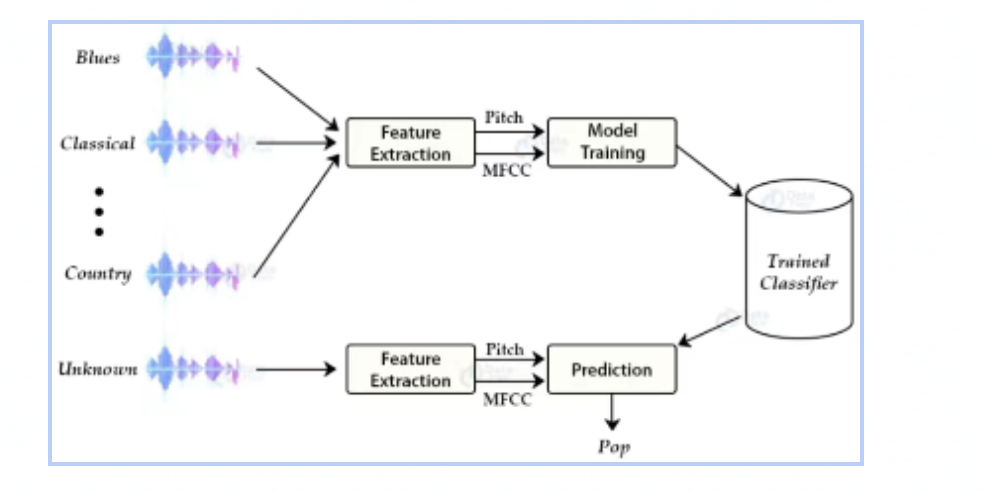 Blues
Classical
Country
Unknown
Feature
Extraction
Pitch
MFCC
Model
Training
Trained
Classifier
Feature
Extraction
Pitch
MFCC
Prediction
Pop